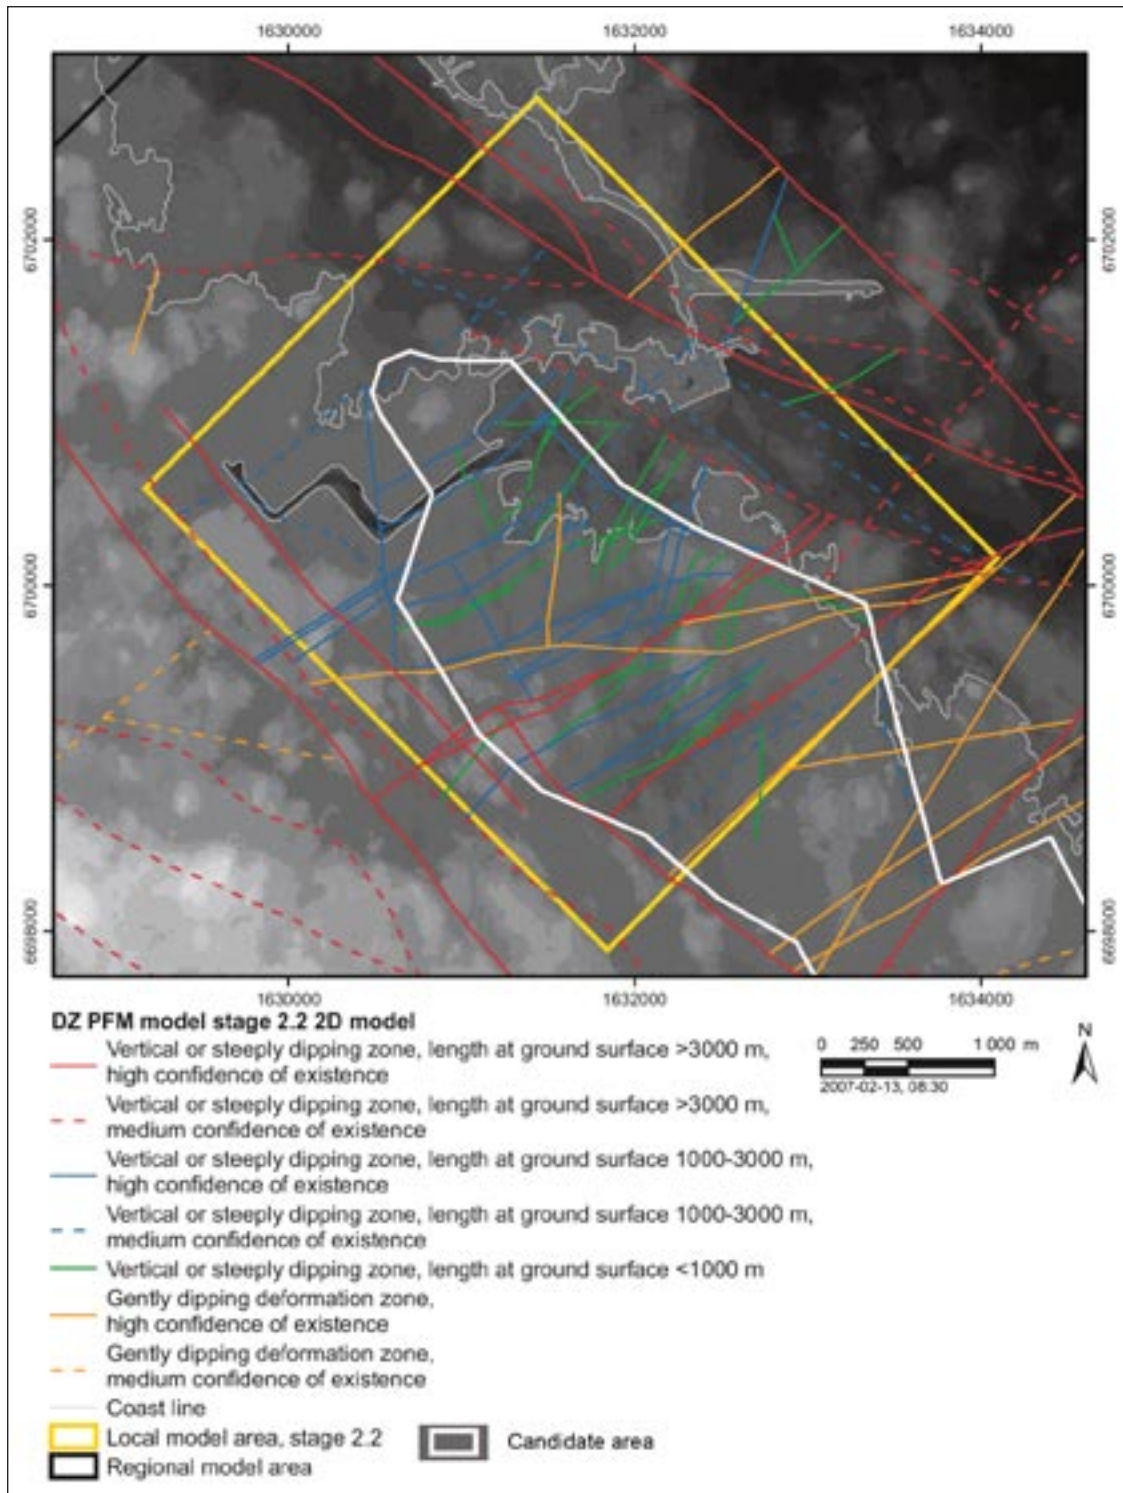 1630000 1632000 1634000
6702000 6702000
6700000 6700000
6698000 6698000
1630000 1632000 1634000
DZ PFM model stage 2.2 2D model
Vertical or steeply dipping zone, length at ground surface >3000 m,
high confidence of existence
Vertical or steeply dipping zone, length at ground surface >3000 m,
medium confidence of existence
Vertical or steeply dipping zone, length at ground surface 1000-3000 m,
high confidence of existence
Vertical or steeply dipping zone, length at ground surface 1000-3000 m,
medium confidence of existence
Vertical or steeply dipping zone, length at ground surface <1000 m
Gently dipping deformation zone,
high confidence of existence
Gently dipping deformation zone,
medium confidence of existence
Coast line
Local model area, stage 2.2
Regional model area
Candidate area
0 250 500 1 000 m
2007-02-13, 08:30
N